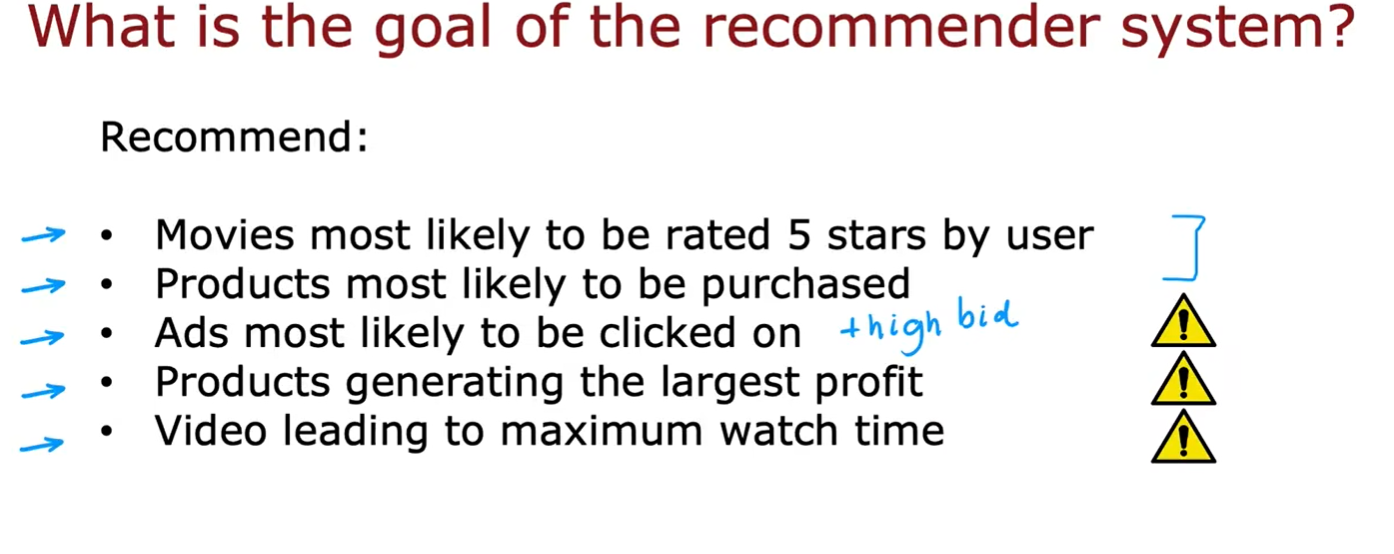 What is the goal of the recommender system?
Recommend:
• Movies most likely to be rated 5 stars by user
• Products most likely to be purchased
• Ads most likely to be clicked on +high bid
• Products generating the largest profit
• Video leading to maximum watch time